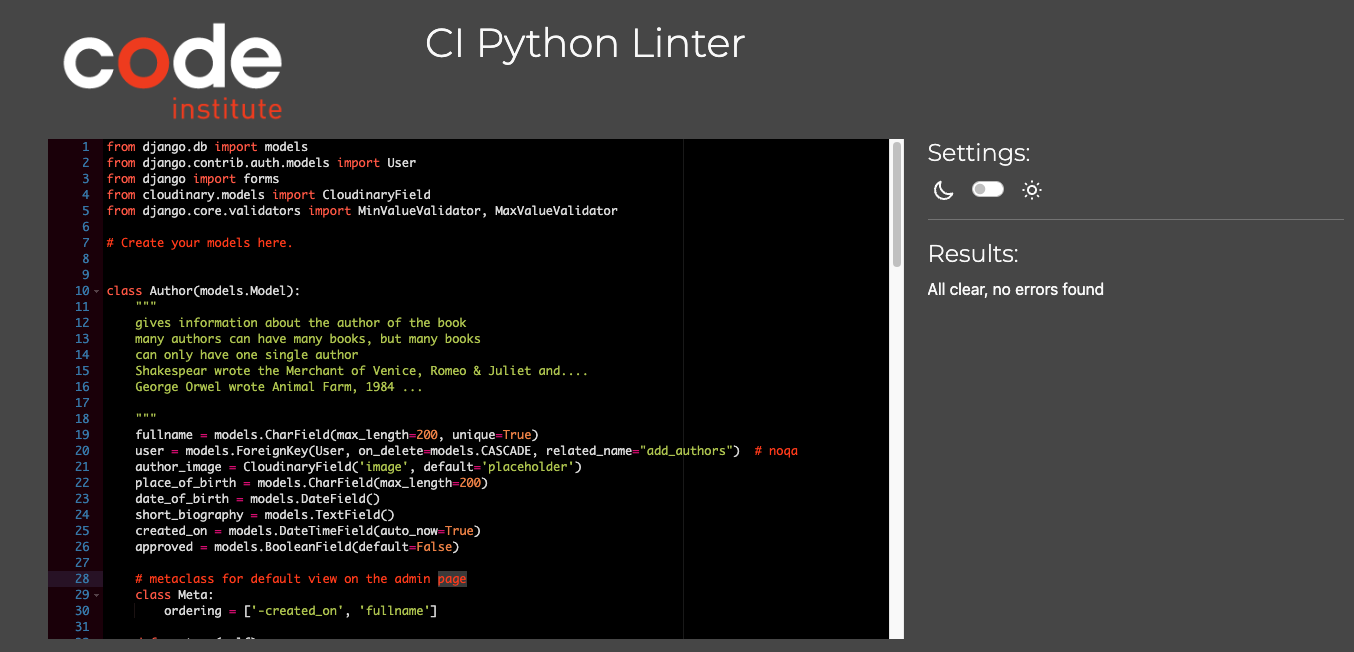 code
institute
CI Python Linter
1 from django.db import models
2 from django.contrib.auth.models import User
3 from django import forms
4 from cloudinary.models import CloudinaryField
5 from django.core.validators import MinValueValidator, MaxValueValidator
6
7 # Create your models here.
8
9
10 class Author(models.Model):
11     """
12     gives information about the author of the book
13     many authors can have many books, but many books
14     can only have one single author
15     Shakespear wrote the Merchant of Venice, Romeo & Juliet and....
16     George Orwel wrote Animal Farm, 1984 ...
17
18     """
19     fullname = models.CharField(max_length=200, unique=True)
20     user = models.ForeignKey(User, on_delete=models.CASCADE, related_name="add_authors")  # noqa
21     author_image = CloudinaryField('image', default='placeholder')
22     place_of_birth = models.CharField(max_length=200)
23     date_of_birth = models.DateField()
24     short_biography = models.TextField()
25     created_on = models.DateTimeField(auto_now=True)
26     approved = models.BooleanField(default=False)
27
28     # metaclass for default view on the admin page
29     class Meta:
30         ordering = ['-created_on', 'fullname']
31
Settings:
Results:
All clear, no errors found